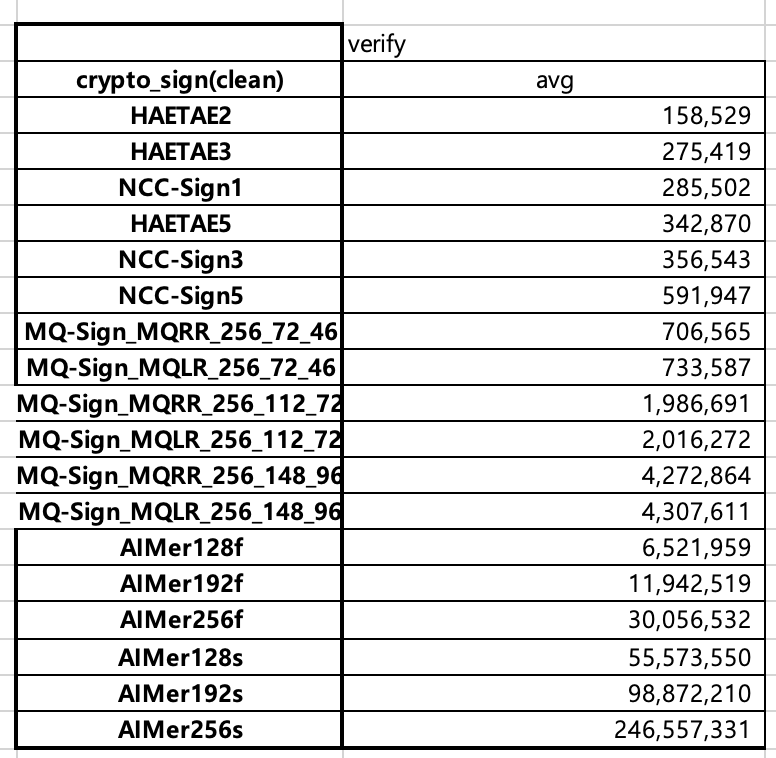 verify
crypto_sign(clean) avg
HAETAE2 158,529
HAETAE3 275,419
NCC-Sign1 285,502
HAETAE5 342,870
NCC-Sign3 356,543
NCC-Sign5 591,947
MQ-Sign_MQRR_256_72_46 706,565
MQ-Sign_MQLR_256_72_46 733,587
MQ-Sign_MQRR_256_112_72 1,986,691
MQ-Sign_MQLR_256_112_72 2,016,272
MQ-Sign_MQRR_256_148_96 4,272,864
MQ-Sign_MQLR_256_148_96 4,307,611
AIMer128f 6,521,959
AIMer192f 11,942,519
AIMer256f 30,056,532
AIMer128s 55,573,550
AIMer192s 98,872,210
AIMer256s 246,557,331